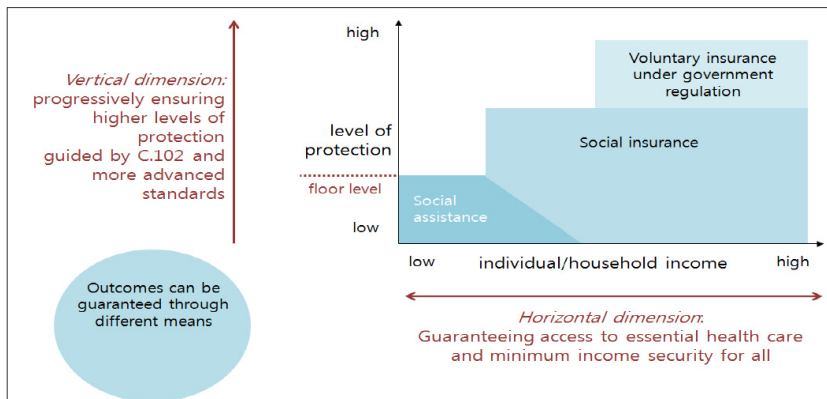 Vertical dimension:
progressively ensuring
higher levels of
protection
guided by C.102 and
more advanced
standards
Outcomes can be
guaranteed through
different means
high
level of
protection
floor level
low
Voluntary insurance
under government
regulation
Social insurance
Social
assistance
low
individual/household income
high
Horizontal dimension:
Guaranteeing access to essential health care
and minimum income security for all